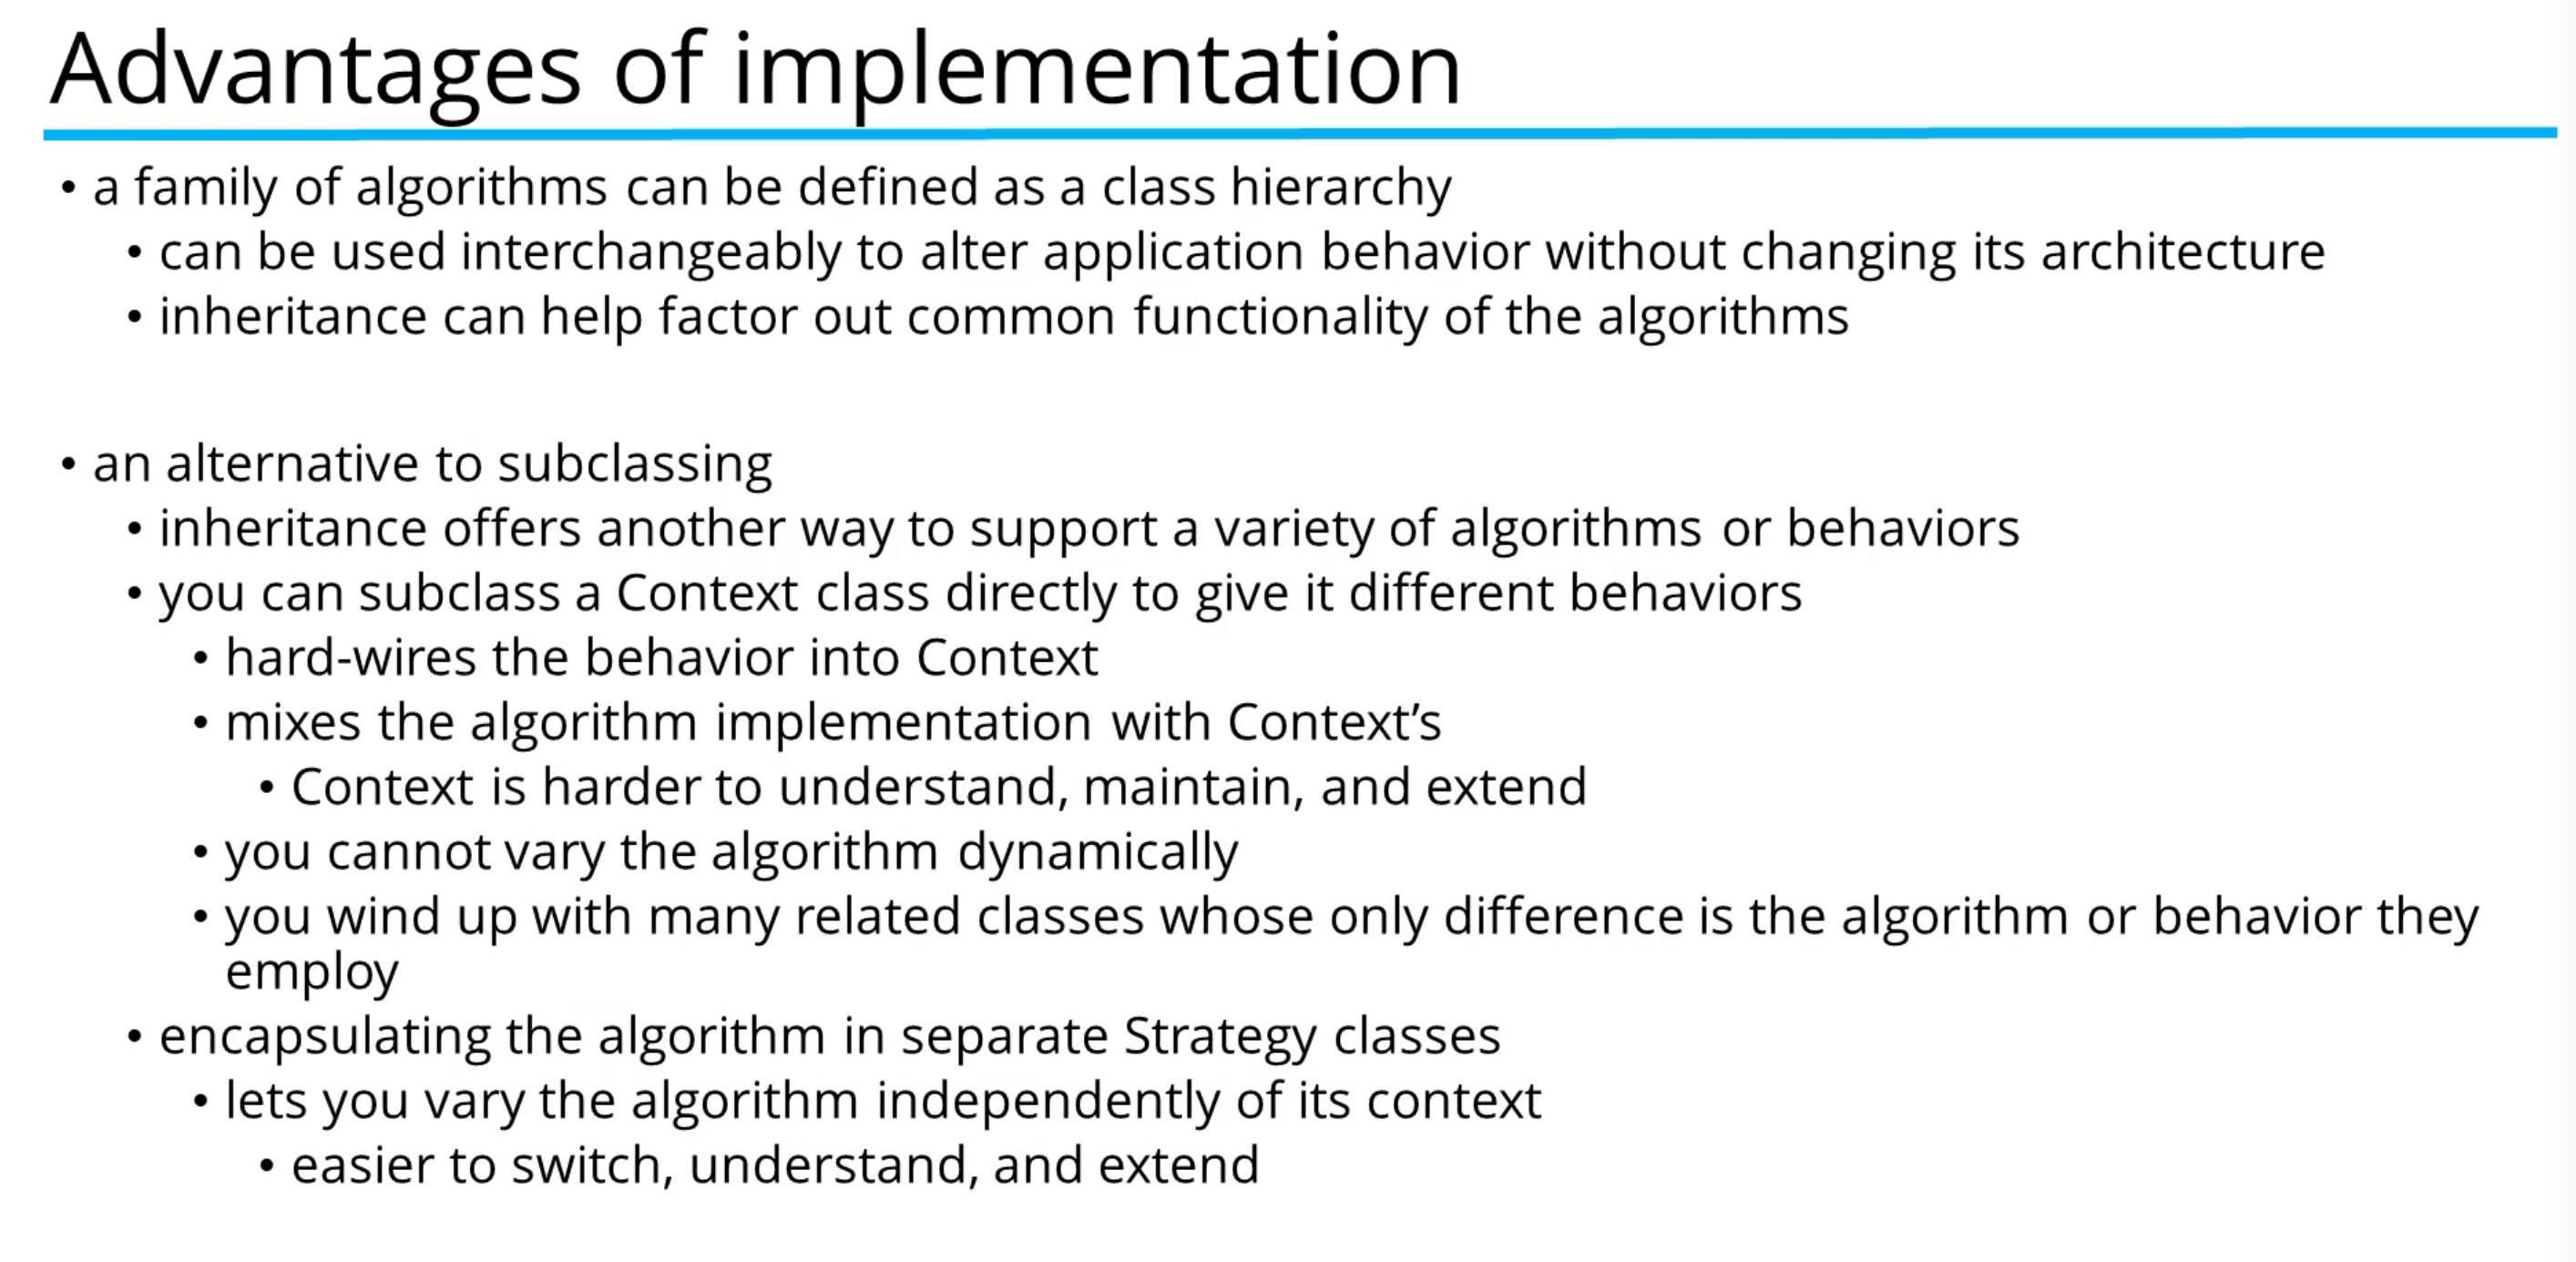 Advantages of implementation
• a family of algorithms can be defined as a class hierarchy
• can be used interchangeably to alter application behavior without changing its architecture
• inheritance can help factor out common functionality of the algorithms
• an alternative to subclassing
• inheritance offers another way to support a variety of algorithms or behaviors
• you can subclass a Context class directly to give it different behaviors
• hard-wires the behavior into Context
• mixes the algorithm implementation with Context’s
• Context is harder to understand, maintain, and extend
• you cannot vary the algorithm dynamically
• you wind up with many related classes whose only difference is the algorithm or behavior they
employ
• encapsulating the algorithm in separate Strategy classes
• lets you vary the algorithm independently of its context
• easier to switch, understand, and extend